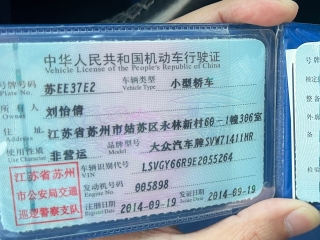 中华人民共和国机动车行驶证
Vehicle License of the People's Republic of China
号牌号码 苏EE37E2 车辆类型 小型轿车
Plate No. Vehicle Type
所有人 刘怡倩
Owner
住址 江苏省苏州市姑苏区永林新村60-1幢306室
Address
使用性质 非营运 品牌型号 大众汽车牌SVW71411HR
Use Character Model
车辆识别代号 LSVGY66R9E2055264
VIN
江苏省苏州
市公安局交通
巡逻警察支队
发动机号码 005898
Engine No.
注册日期 2014-09-19 发证日期 2014-09-19
Register Date Issue Date